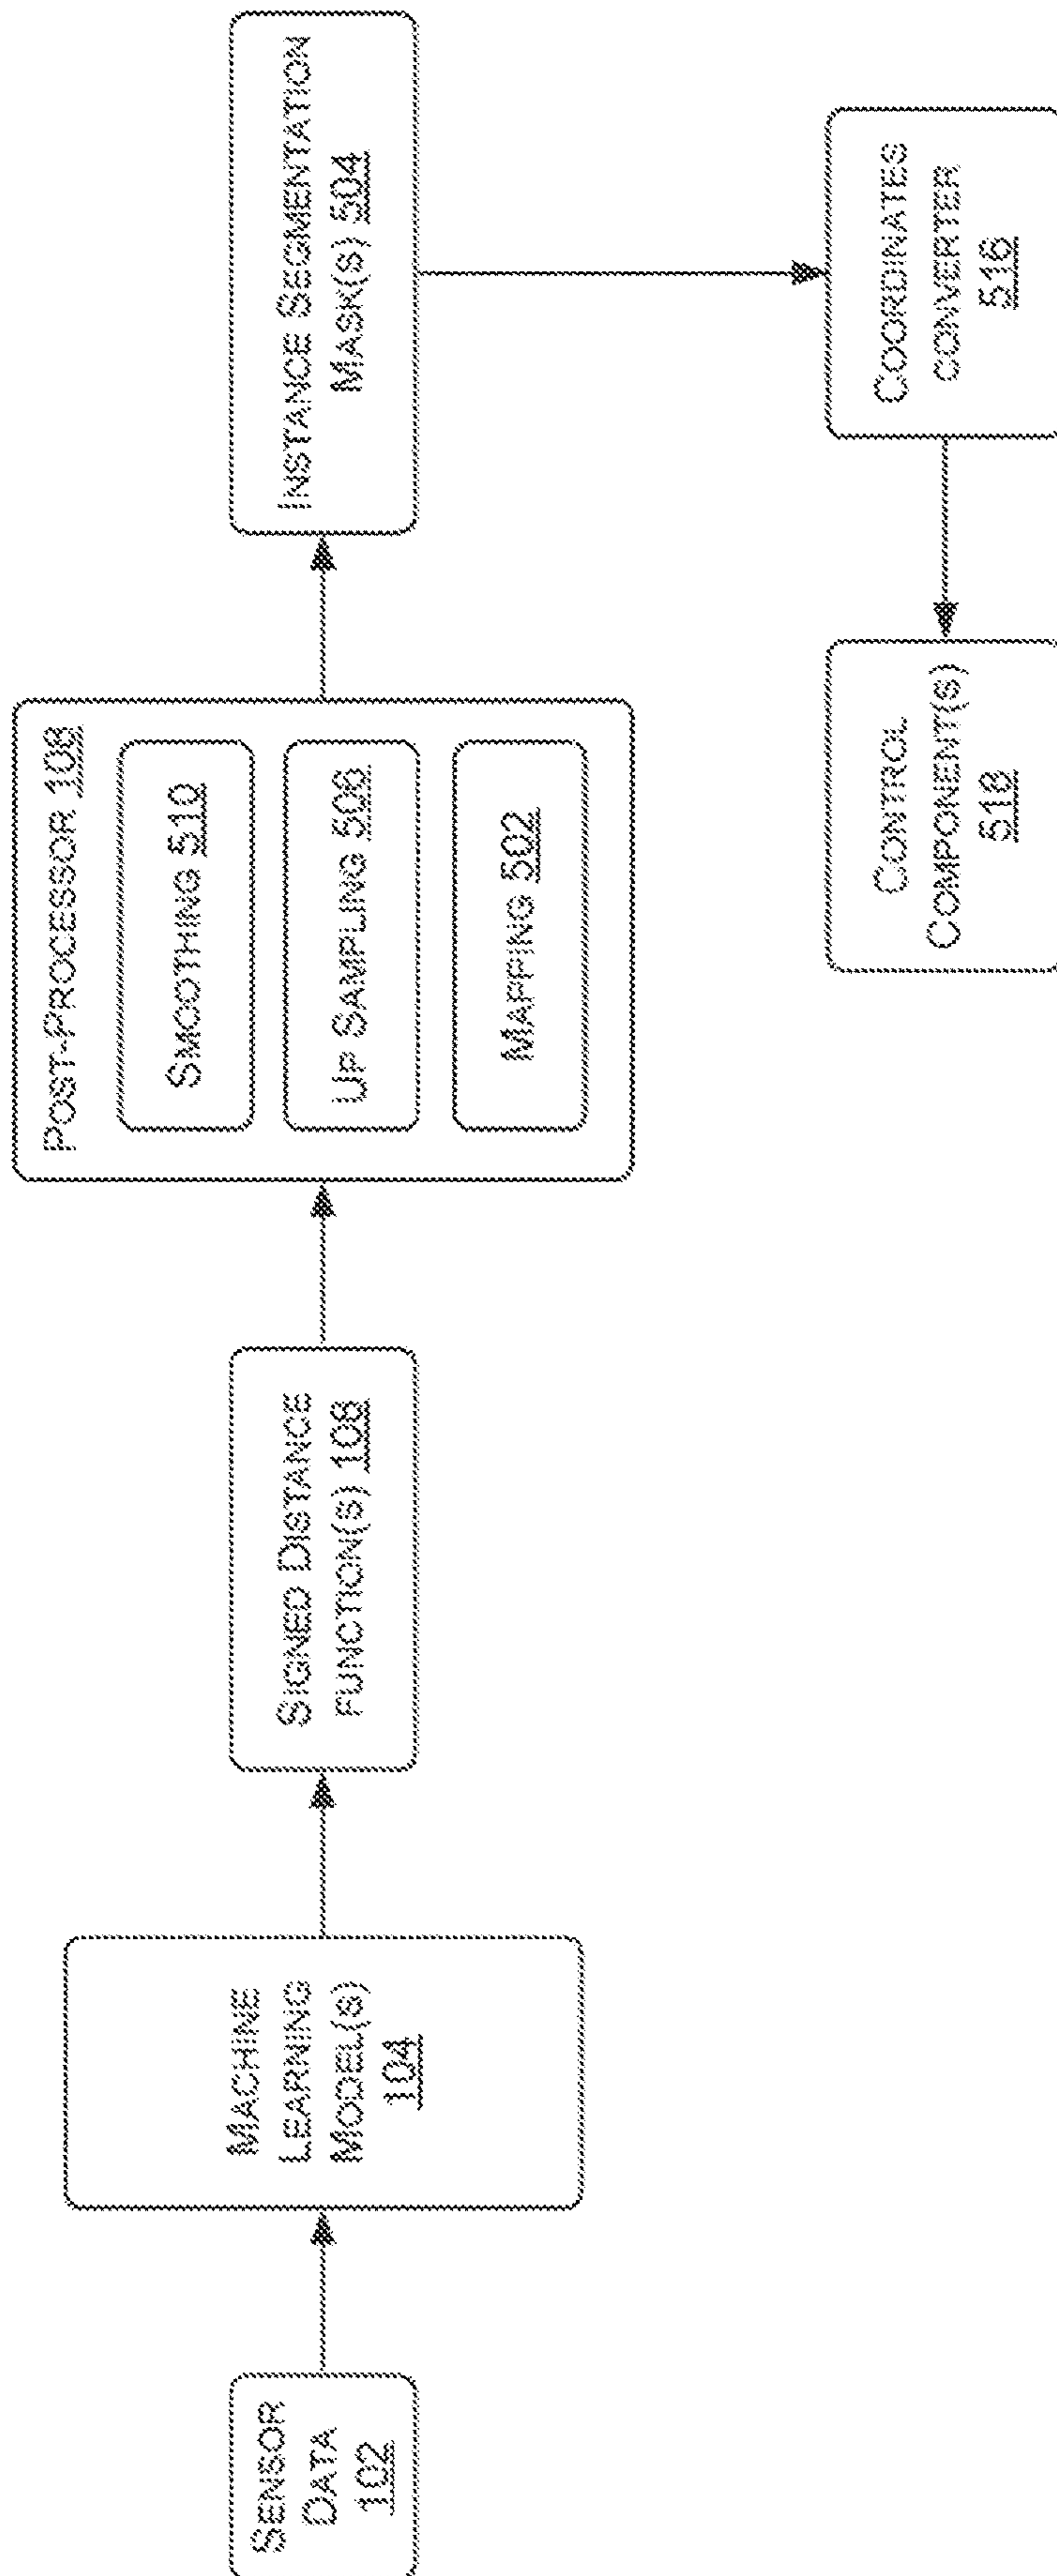 SENSOR
DATA
102
MACHINE
LEARNING
MODEL(S)
104
SIGNED DISTANCE
FUNCTION(S) 106
POST-PROCESSOR 108
SMOOTHING 510
UP SAMPLING 506
MAPPING 502
INSTANCE SEGMENTATION
MASK(S) 504
COORDINATES
CONVERTER
516
CONTROL
COMPONENT(S)
518